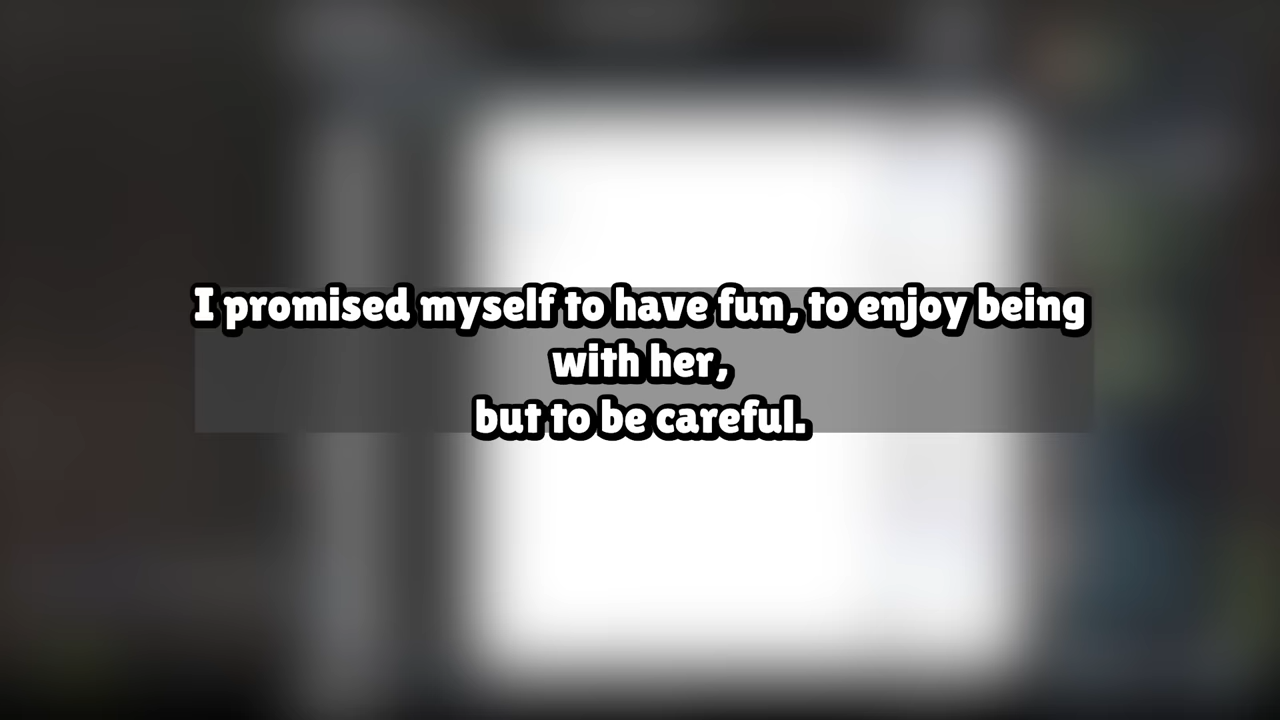 I promised myself to have fun, to enjoy being
with her,
but to be careful.